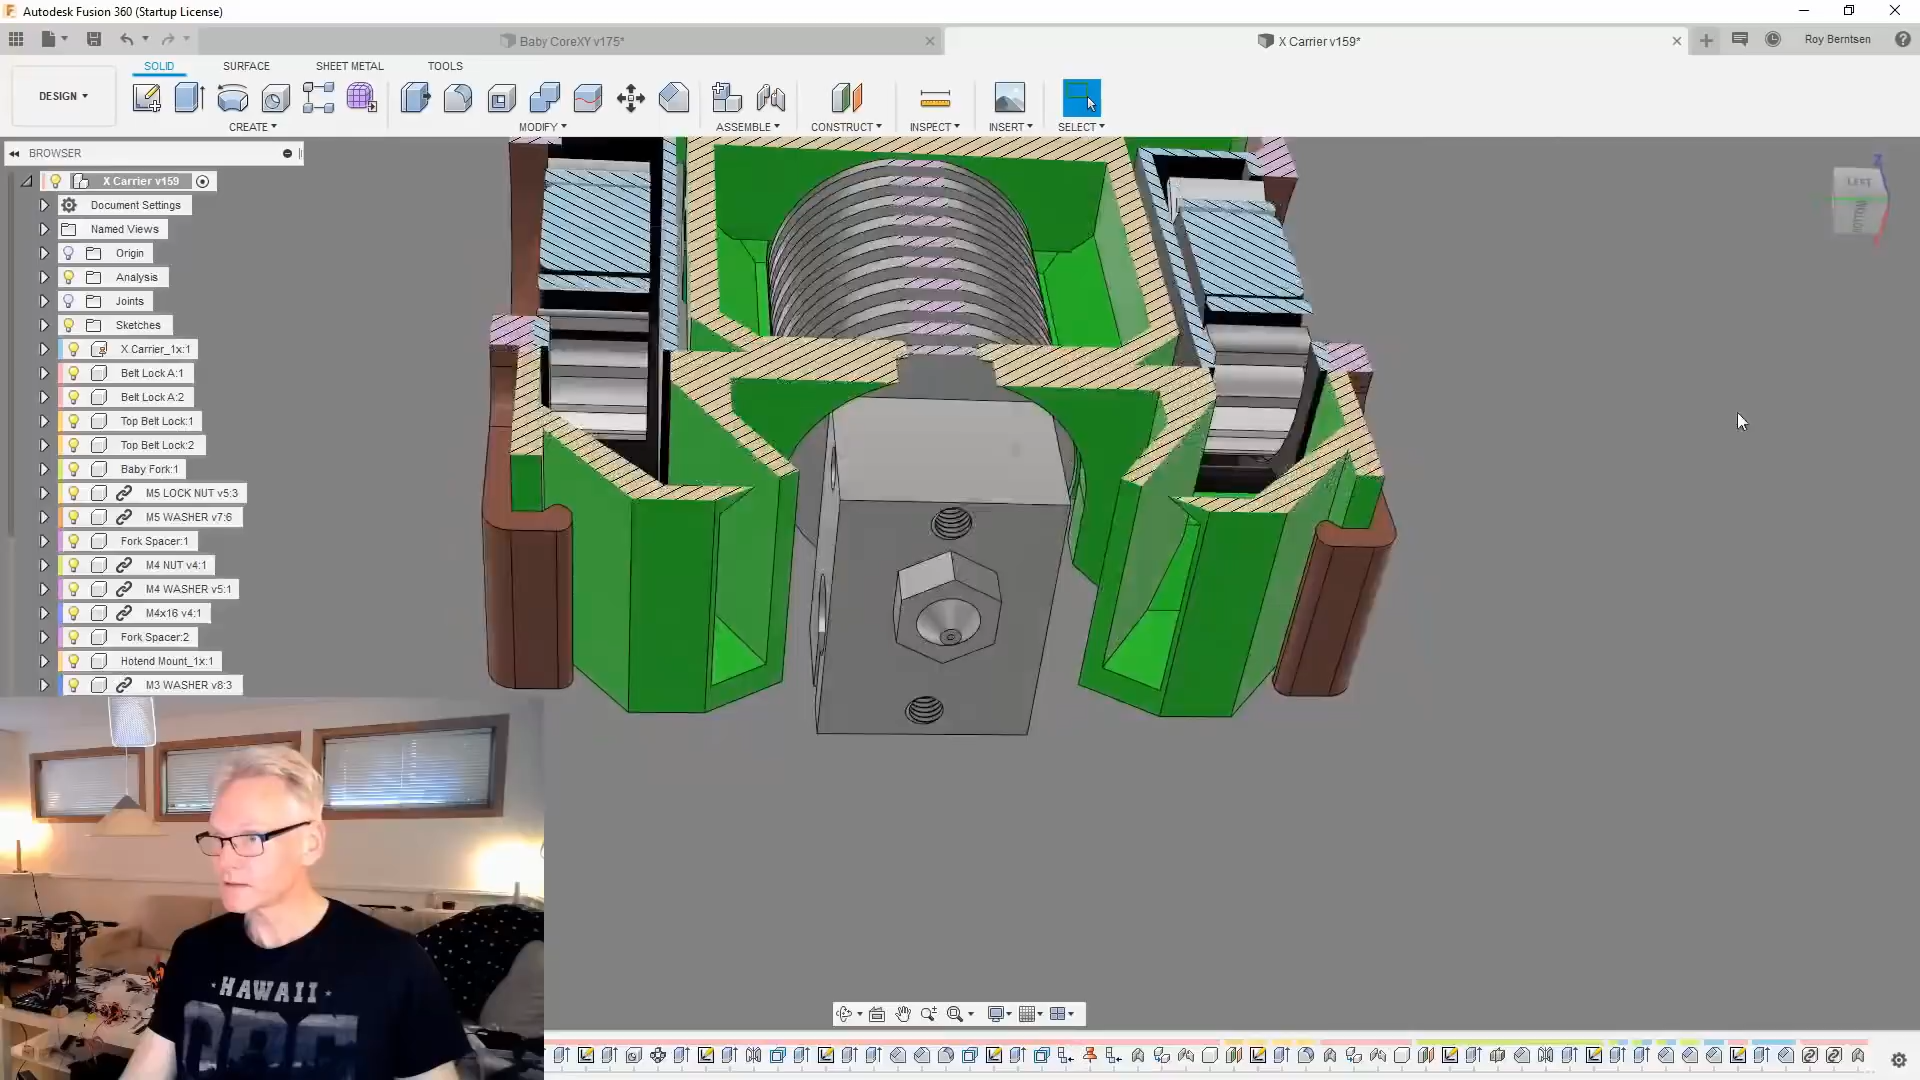 Autodesk Fusion 360 (Startup License)
Baby CoreXY v175*
X Carrier v159*
Roy Berntsen
SOLID
SURFACE
SHEET METAL
TOOLS
DESIGN
CREATE
MODIFY
ASSEMBLE
CONSTRUCT
INSPECT
INSERT
SELECT
BROWSER
X Carrier v159
Document Settings
Named Views
Origin
Analysis
Joints
Sketches
X Carrier_1x:1
Belt Lock A:1
Belt Lock A:2
Top Belt Lock:1
Top Belt Lock:2
Baby Fork:1
M5 LOCK NUT v5:3
M5 WASHER v7:6
Fork Spacer:1
M4 NUT v4:1
M4 WASHER v5:1
M4x16 v4:1
Fork Spacer:2
Hotend Mount_1x:1
M3 WASHER v8:3
LEFT
BOTTOM
Z
HAWAII